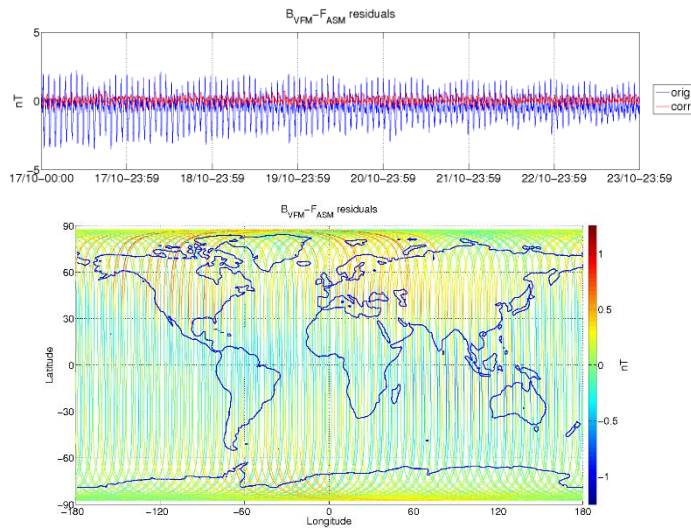 B_VFM−F_ASM residuals
5
nT
0
−5
orig
corr
17/10−00:00 17/10−23:59 18/10−23:59 19/10−23:59 20/10−23:59 21/10−23:59 22/10−23:59 23/10−23:59
B_VFM−F_ASM residuals
90
60
30
0
−30
−60
−90
Latitude
−180 −120 −60 0 60 120 180
Longitude
1
0.5
0
−0.5
−1
nT